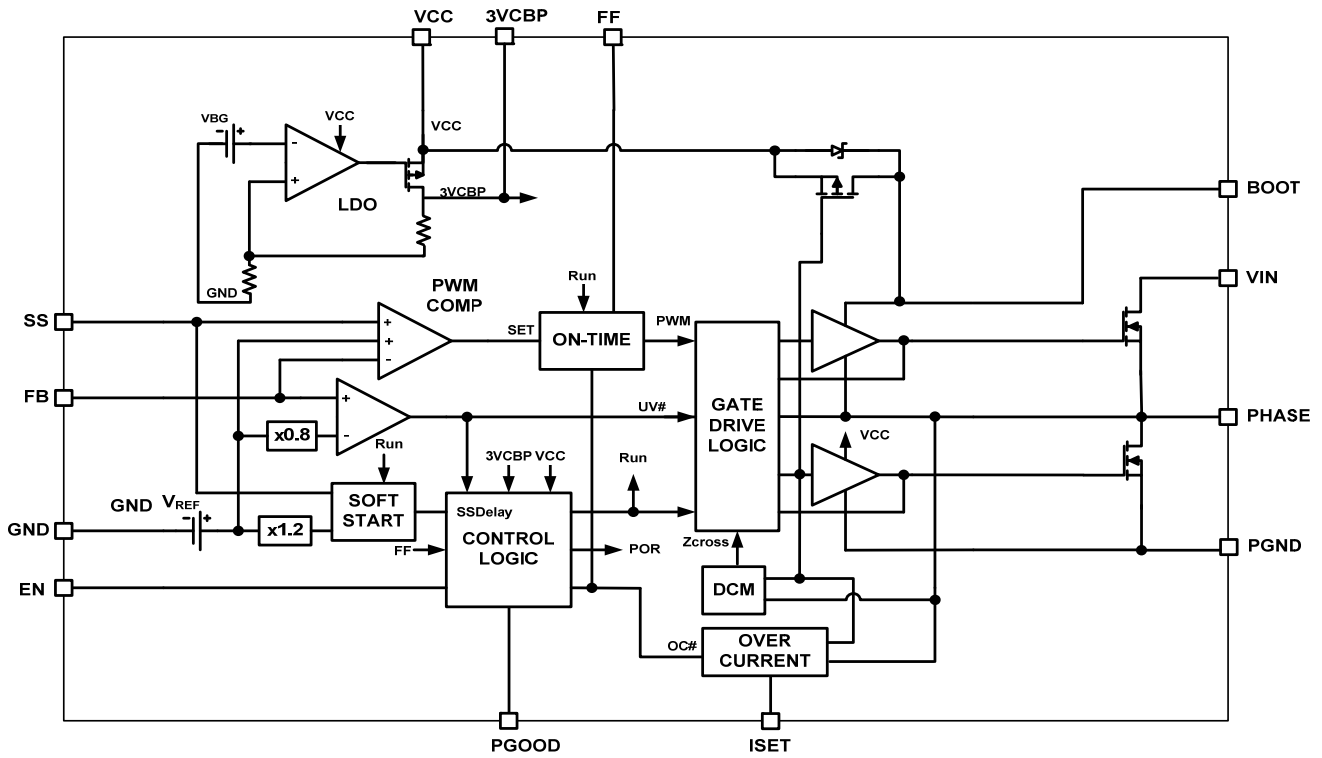 VCC
3VCBP
FF
VBG
- +
VCC
VCC
-
+
LDO
3VCBP
BOOT
GND
PWM
COMP
Run
VIN
SS
+
+
-
SET
ON-TIME
PWM
FB
+
-
x0.8
UV#
GATE
DRIVE
LOGIC
PHASE
VCC
Run
3VCBP VCC
Run
GND
VREF
- +
GND
x1.2
SOFT
START
SSDelay
CONTROL
LOGIC
FF
POR
Zcross
PGND
EN
DCM
OC#
OVER
CURRENT
PGOOD
ISET